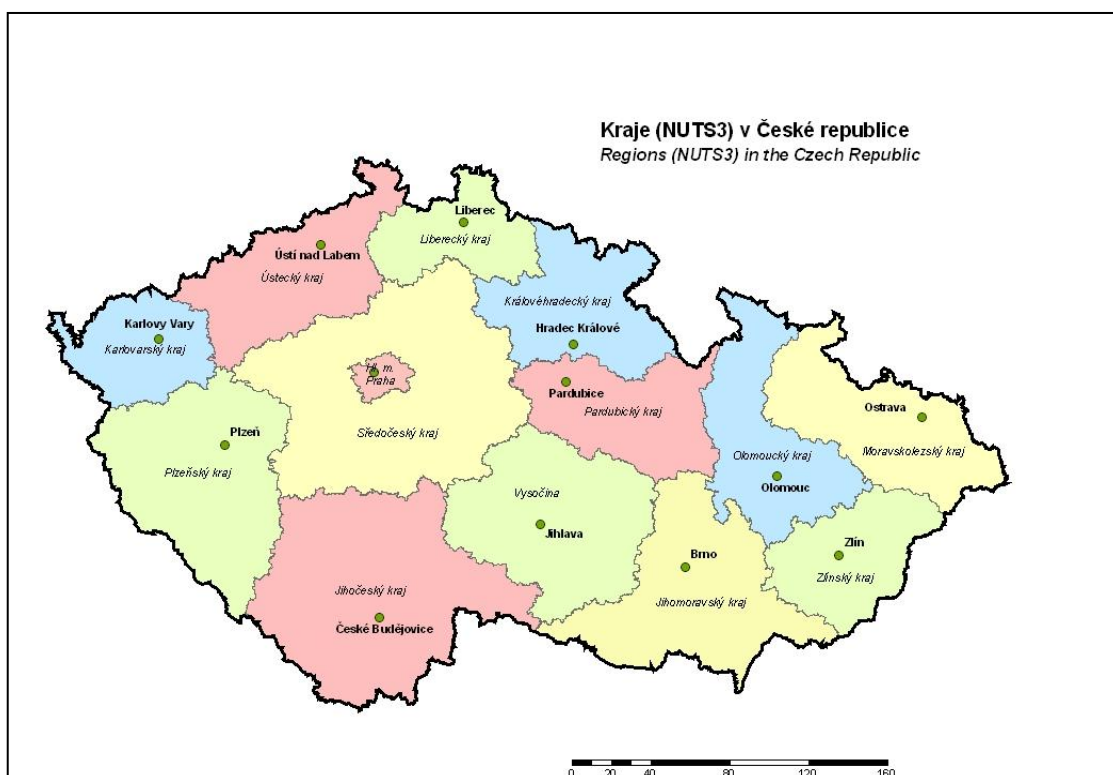 Kraje (NUTS3) v České republice
Regions (NUTS3) in the Czech Republic
Liberec
Liberecký kraj
Ústí nad Labem
Ústecký kraj
Královéhradecký kraj
Hradec Králové
Karlovy Vary
Karlovarský kraj
Hl. m.
Praha
Pardubice
Pardubický kraj
Ostrava
Moravskolezský kraj
Plzeň
Plzeňský kraj
Středočeský kraj
Olomoucký kraj
Olomouc
Vysočina
Jihlava
Brno
Jihomoravský kraj
Zlín
Zlínský kraj
Jihočeský kraj
České Budějovice
0 20 40 80 120 160